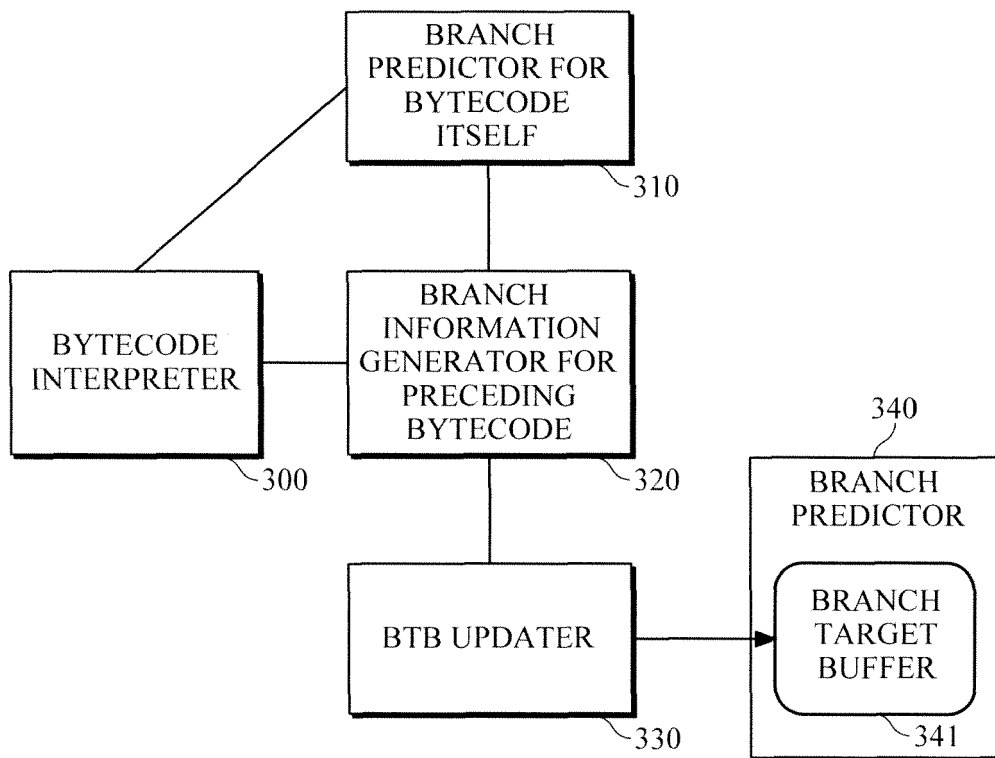 BRANCH
PREDICTOR FOR
BYTECODE
ITSELF
310
BYTECODE
INTERPRETER
300
BRANCH
INFORMATION
GENERATOR FOR
PRECEDING
BYTECODE
320
340
BRANCH
PREDICTOR
BRANCH
TARGET
BUFFER
341
BTB UPDATER
330